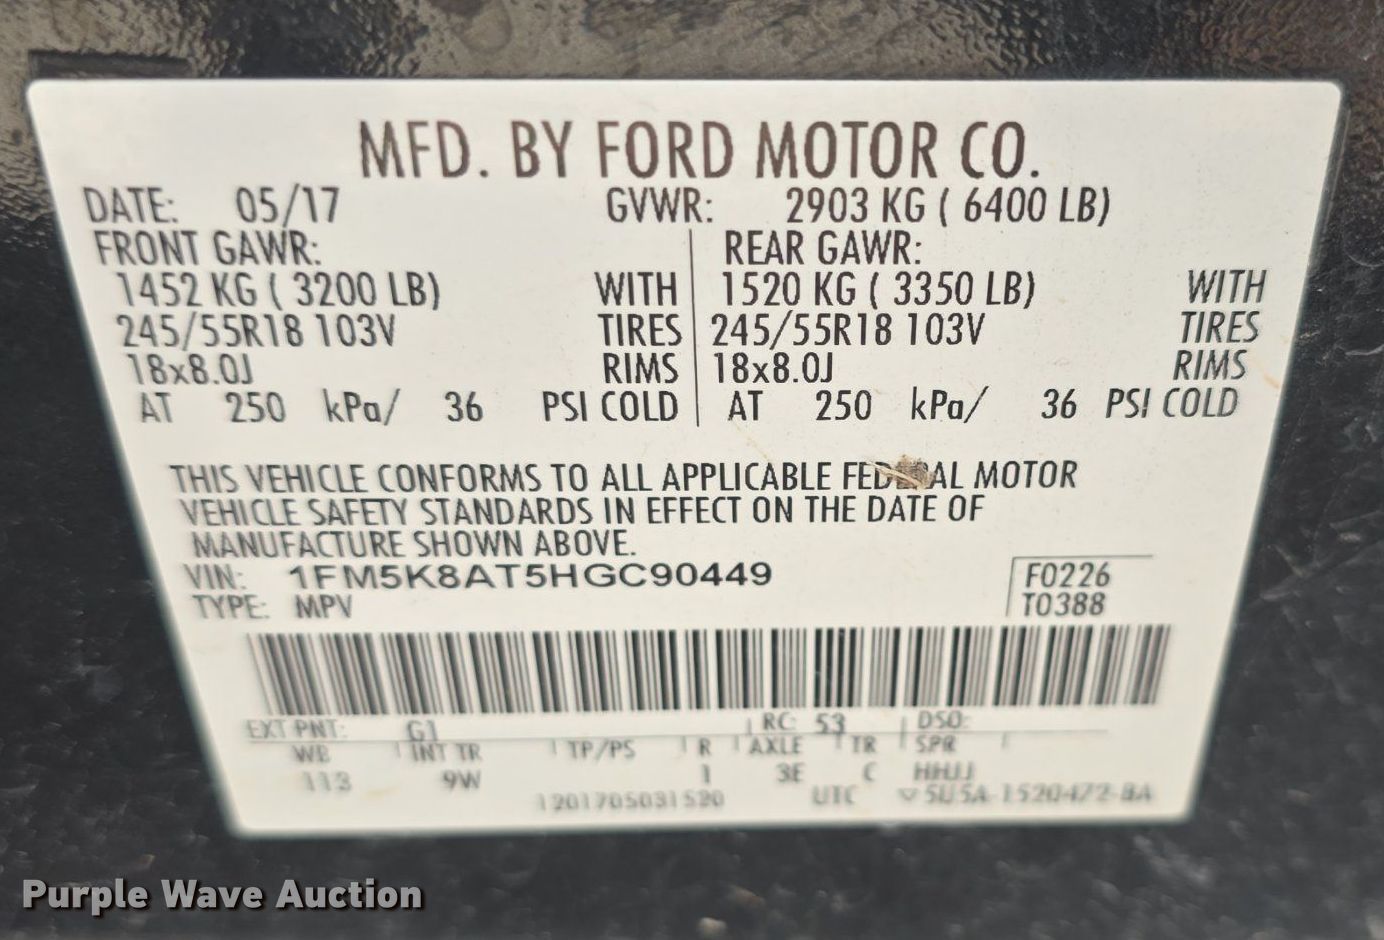 MFD. BY FORD MOTOR CO.
DATE: 05/17 GVWR: 2903 KG ( 6400 LB)
FRONT GAWR: REAR GAWR:
1452 KG ( 3200 LB) WITH 1520 KG ( 3350 LB) WITH
245/55R18 103V TIRES 245/55R18 103V TIRES
18x8.0J RIMS 18x8.0J RIMS
AT 250 kPa/ 36 PSI COLD AT 250 kPa/ 36 PSI COLD
THIS VEHICLE CONFORMS TO ALL APPLICABLE FEDERAL MOTOR
VEHICLE SAFETY STANDARDS IN EFFECT ON THE DATE OF
MANUFACTURE SHOWN ABOVE.
VIN: 1FM5K8AT5HGC90449 F0226
TYPE: MPV T0388
EXT PNT: G1 RC: 53 DSO:
WB INT TR TP/PS R AXLE TR SPR
113 9W 1 3E C HHJJ
1201705031520 UTC ▽ 5U5A-1520472-BA
Purple Wave Auction